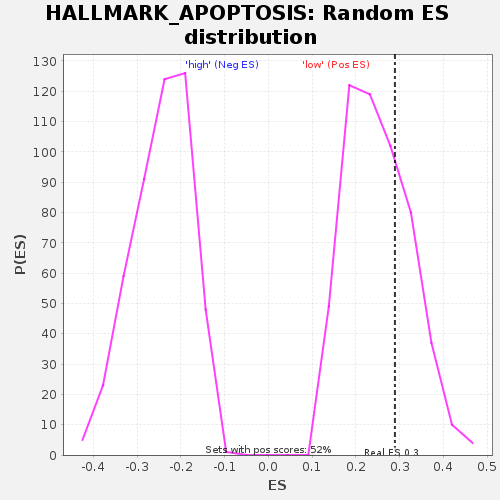 HALLMARK_APOPTOSIS: Random ES
distribution
'high' (Neg ES)
'low' (Pos ES)
130
120
110
100
90
80
70
60
50
40
30
20
10
0
P(ES)
Sets with pos scores: 52%
Real ES 0.3
-0.4 -0.3 -0.2 -0.1 0.0 0.1 0.2 0.3 0.4 0.5
ES